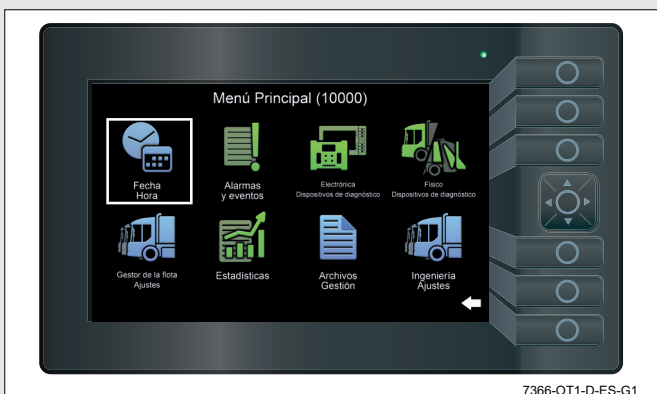 Menú Principal (10000)
Fecha
Hora
Alarmas
y eventos
Electrónica
Dispositivos de diagnóstico
Físico
Dispositivos de diagnóstico
Gestor de la flota
Ajustes
Estadísticas
Archivos
Gestión
Ingeniería
Ajustes
7366-OT1-D-ES-G1